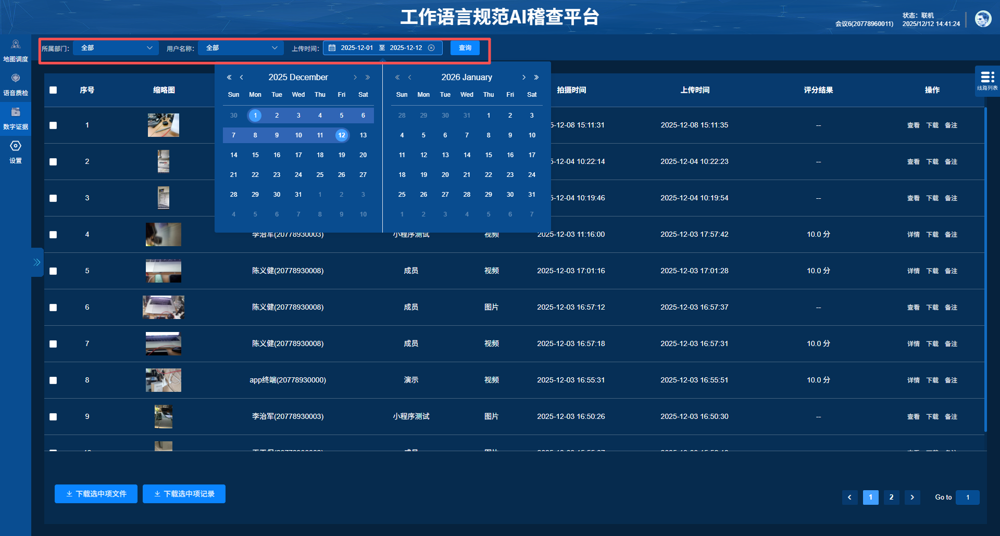 工作语言规范AI稽查平台
会议6(20778960011)
状态：联机
2025/12/12 14:41:24
地图调度
语音质检
数字证据
设置
所属部门： 全部 用户名称： 全部 上传时间： 2025-12-01 至 2025-12-12 查询
线路列表
2025 December
Sun Mon Tue Wed Thu Fri Sat
30 1 2 3 4 5 6
7 8 9 10 11 12 13
14 15 16 17 18 19 20
21 22 23 24 25 26 27
28 29 30 31 1 2 3
4 5 6 7 8 9 10
2026 January
Sun Mon Tue Wed Thu Fri Sat
28 29 30 31 1 2 3
4 5 6 7 8 9 10
11 12 13 14 15 16 17
18 19 20 21 22 23 24
25 26 27 28 29 30 31
1 2 3 4 5 6 7
序号 缩略图 拍摄时间 上传时间 评分结果 操作
1 5-12-08 15:11:31 2025-12-08 15:11:35 -- 查看 下载 备注
2 5-12-04 10:22:14 2025-12-04 10:22:23 -- 查看 下载 备注
3 5-12-04 10:19:46 2025-12-04 10:19:54 -- 查看 下载 备注
4 李治军(20778930003) 小程序测试 视频 2025-12-03 11:16:00 2025-12-03 17:57:42 10.0 分 详情 下载 备注
5 陈义健(20778930008) 成员 视频 2025-12-03 17:01:16 2025-12-03 17:01:28 10.0 分 详情 下载 备注
6 陈义健(20778930008) 成员 图片 2025-12-03 16:57:12 2025-12-03 16:57:37 -- 查看 下载 备注
7 陈义健(20778930008) 成员 视频 2025-12-03 16:57:18 2025-12-03 16:57:31 10.0 分 详情 下载 备注
8 app终端(20778930000) 演示 视频 2025-12-03 16:55:31 2025-12-03 16:55:51 10.0 分 详情 下载 备注
9 李治军(20778930003) 小程序测试 图片 2025-12-03 16:50:26 2025-12-03 16:50:30 -- 查看 下载 备注
下载选中项文件 下载选中项记录
1 2 Go to 1